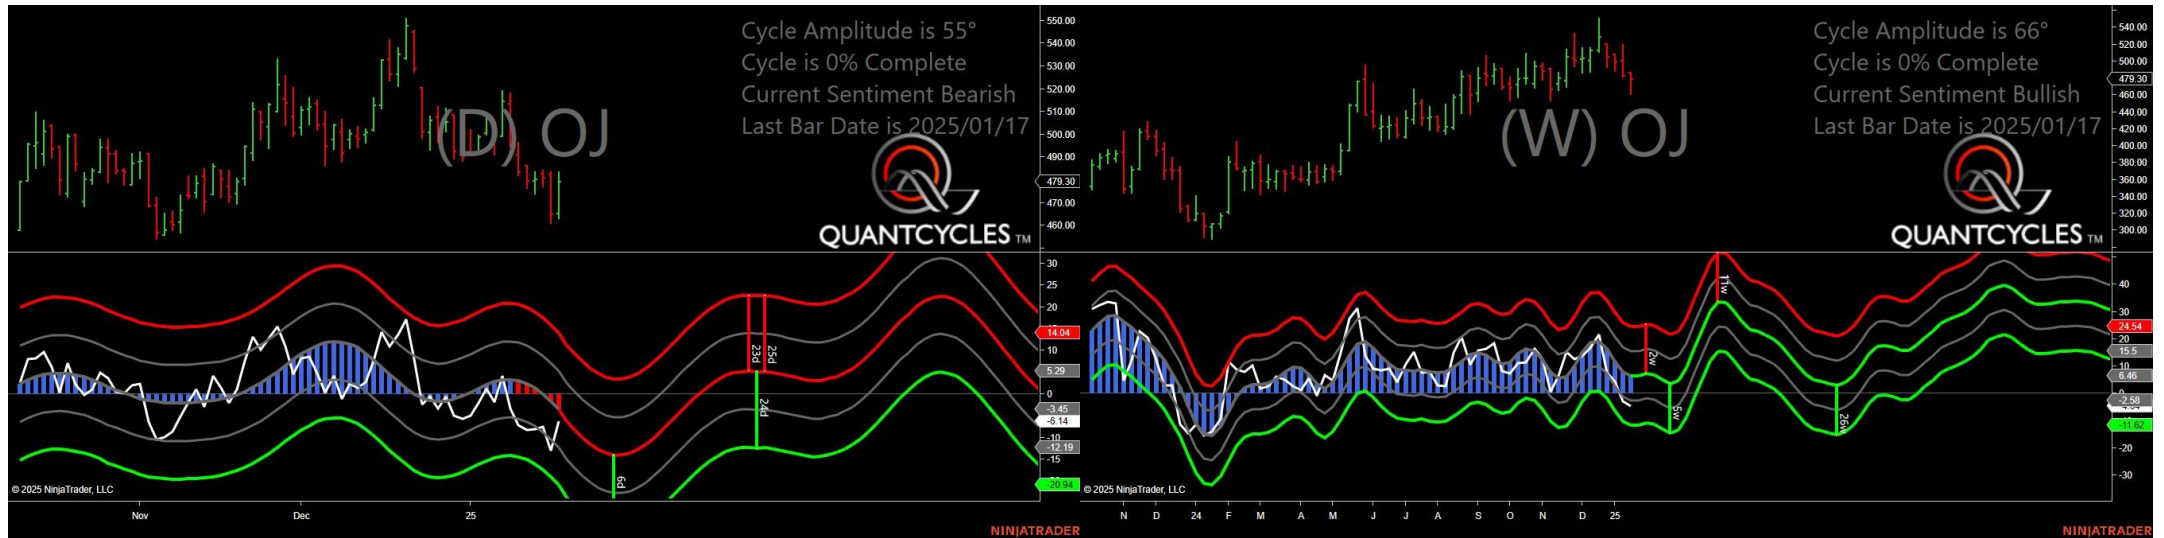 Cycle Amplitude is 55°
Cycle is 0% Complete
Current Sentiment Bearish
Last Bar Date is 2025/01/17
(D) OJ
QUANTCYCLES TM
550.00
540.00
530.00
520.00
510.00
500.00
490.00
479.30
470.00
460.00
30
25
20
14.04
10
5.29
0
-3.45
-6.14
-10
-12.19
-15
-20.94
23d
25d
24d
6d
© 2025 NinjaTrader, LLC
Nov
Dec
25
NINJATRADER
Cycle Amplitude is 66°
Cycle is 0% Complete
Current Sentiment Bullish
Last Bar Date is 2025/01/17
(W) OJ
QUANTCYCLES TM
540.00
520.00
500.00
479.30
460.00
440.00
420.00
400.00
380.00
360.00
340.00
320.00
300.00
40
30
24.54
20
15.5
10
6.46
0
-2.58
-11.62
-20
-30
2w
5w
11w
26w
© 2025 NinjaTrader, LLC
N D 24 F M A M J J A S O N D 25
NINJATRADER